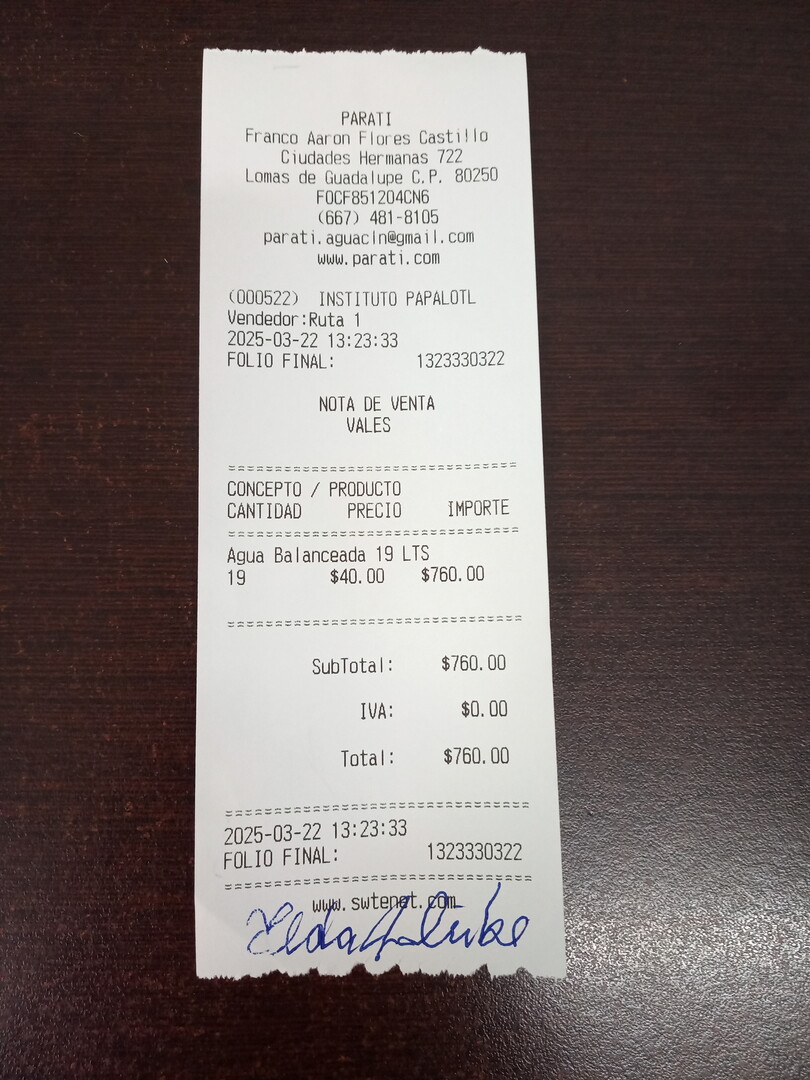 PARATI
Franco Aaron Flores Castillo
Ciudades Hermanas 722
Lomas de Guadalupe C.P. 80250
FOCF851204CN6
(667) 481-8105
parati.aguacln@gmail.com
www.parati.com
(000522) INSTITUTO PAPALOTL
Vendedor:Ruta 1
2025-03-22 13:23:33
FOLIO FINAL: 1323330322
NOTA DE VENTA
VALES
================================
CONCEPTO / PRODUCTO
CANTIDAD PRECIO IMPORTE
================================
Agua Balanceada 19 LTS
19 $40.00 $760.00
================================
SubTotal: $760.00
IVA: $0.00
Total: $760.00
================================
2025-03-22 13:23:33
FOLIO FINAL: 1323330322
================================
www.swtenet.com